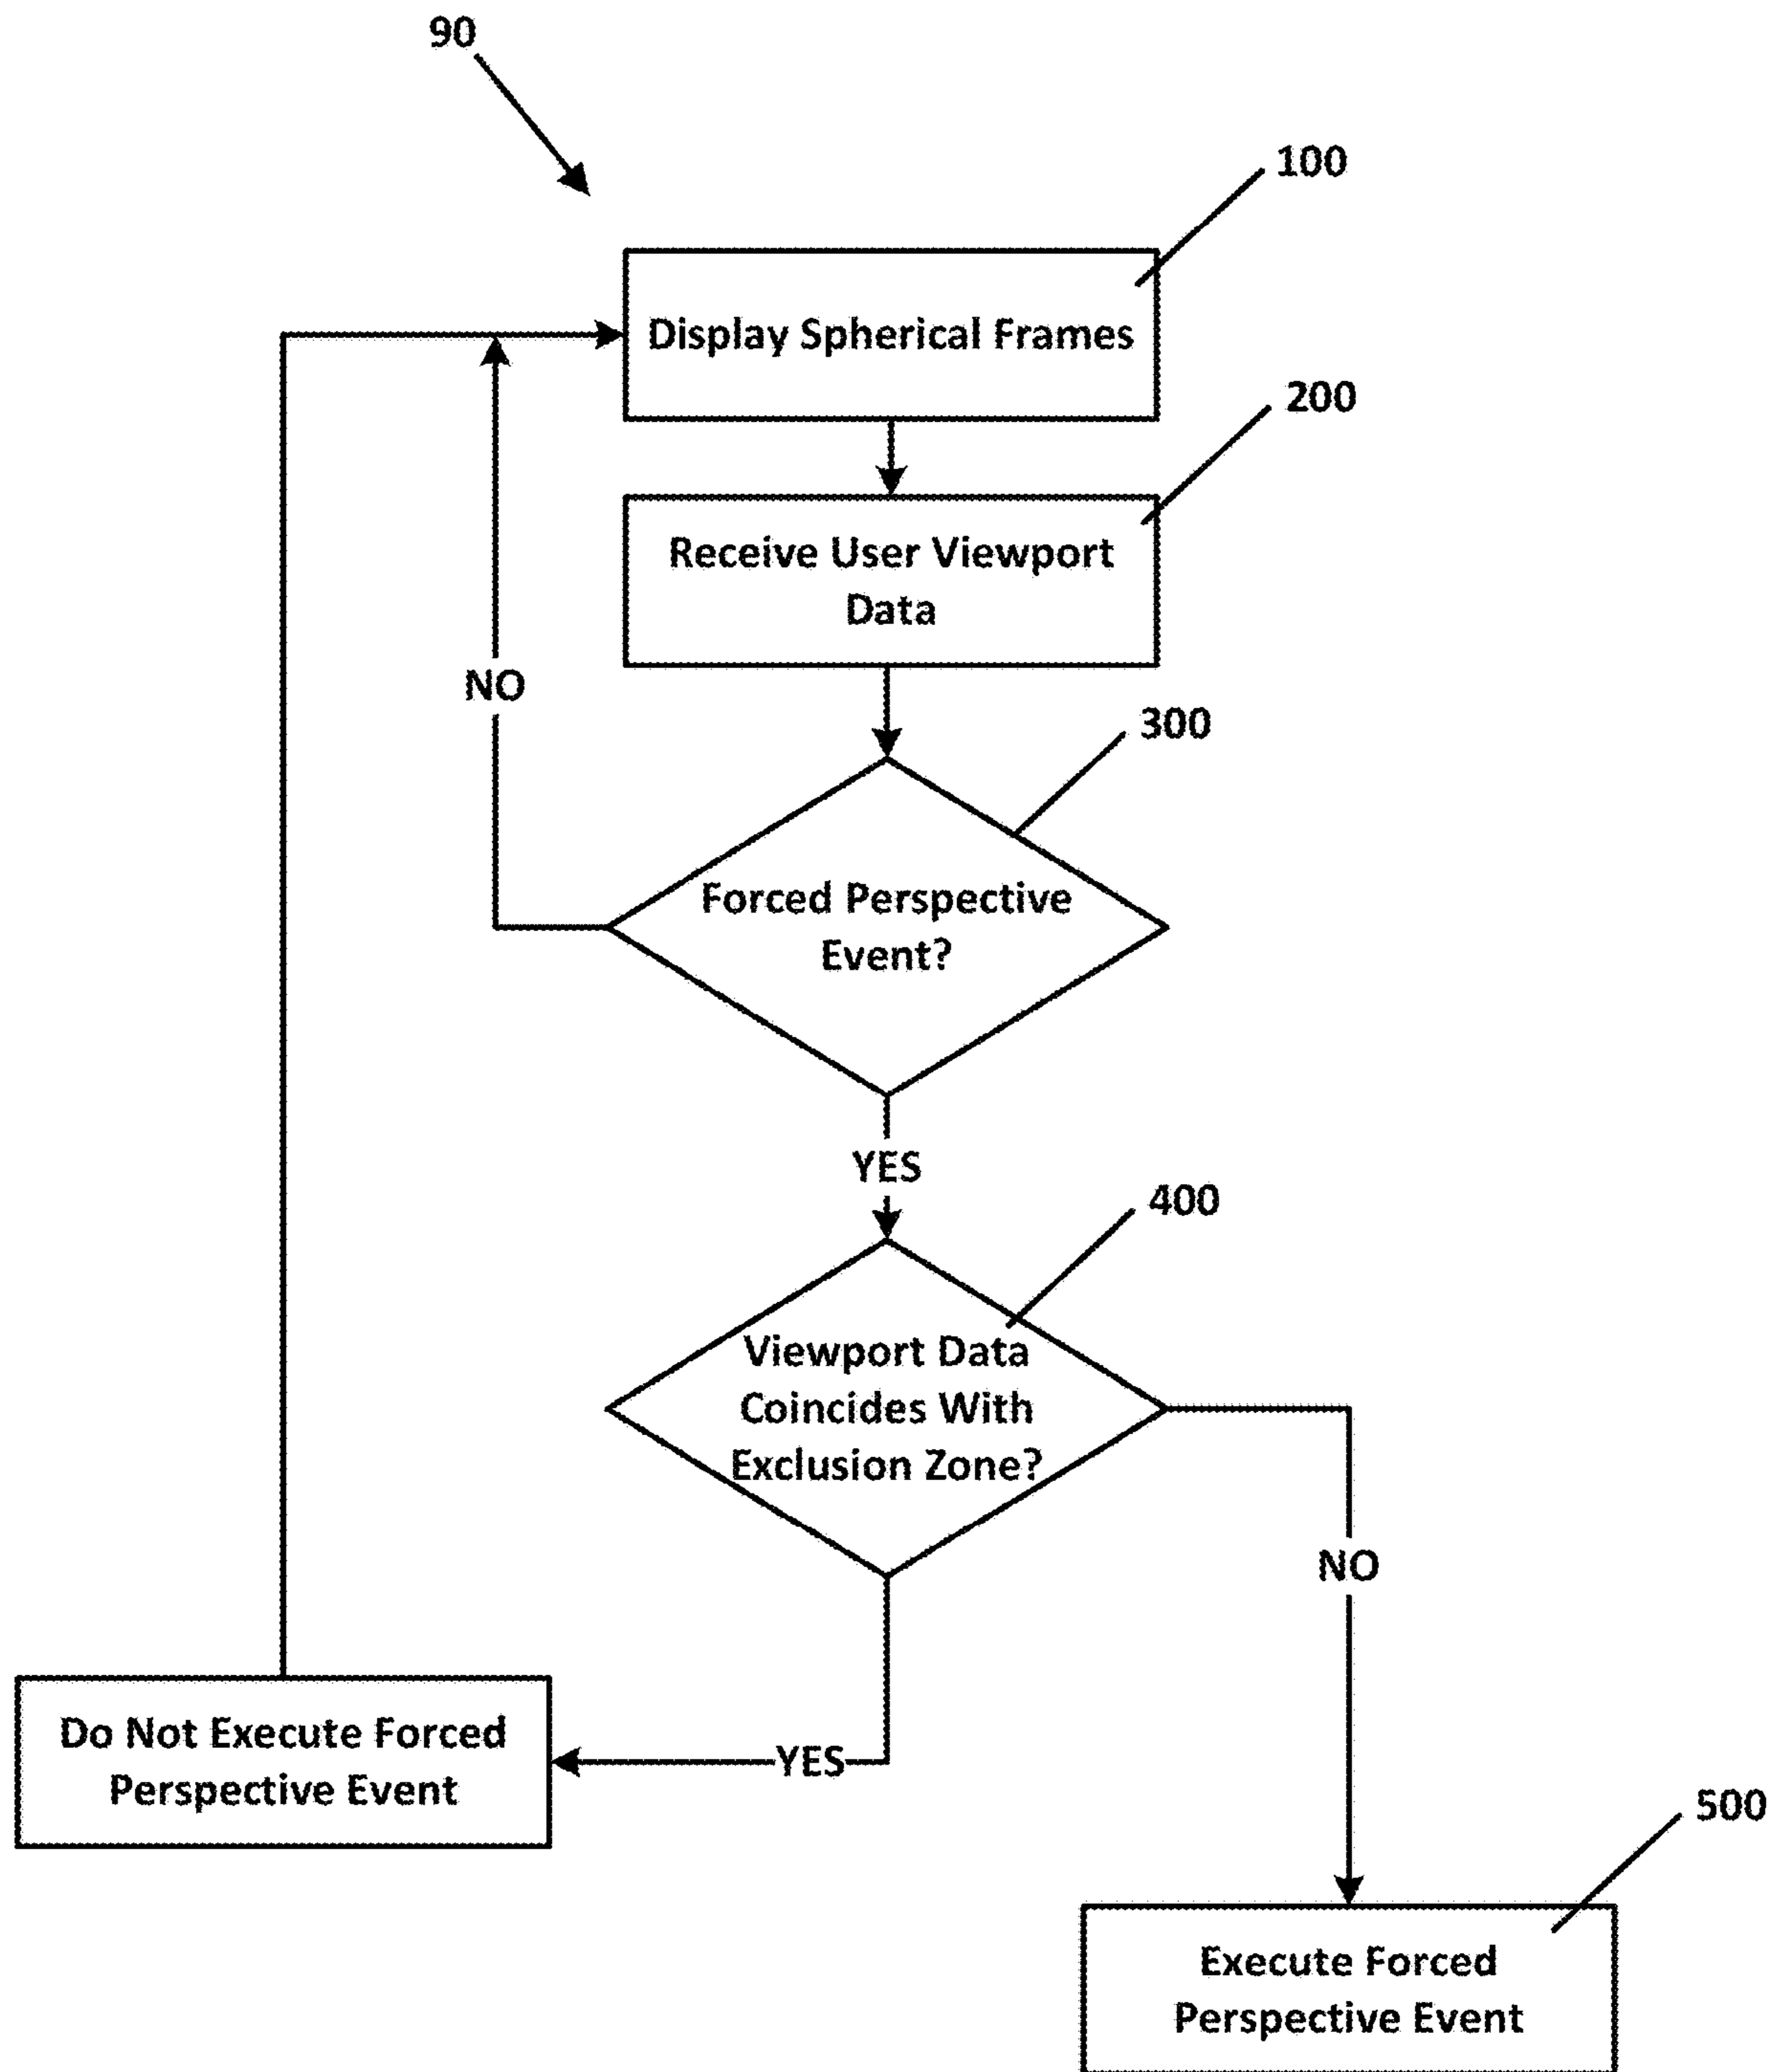 90
100
Display Spherical Frames
200
Receive User Viewport
Data
NO
300
Forced Perspective
Event?
YES
400
Viewport Data
Coincides With
Exclusion Zone?
NO
Do Not Execute Forced
Perspective Event
YES
500
Execute Forced
Perspective Event